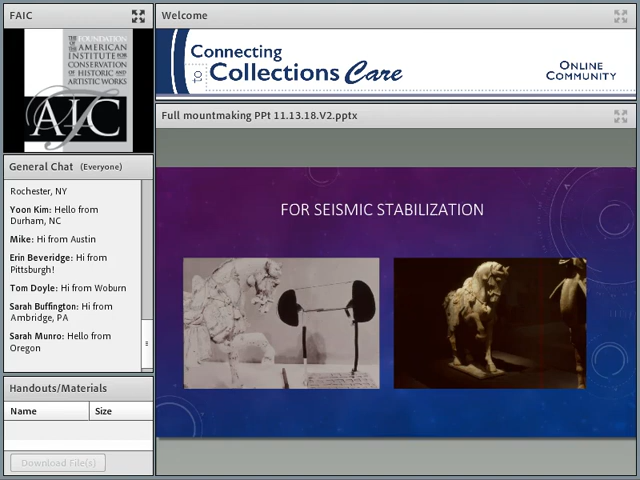 FAIC
THE FOUNDATION
OF THE AMERICAN
INSTITUTE FOR
CONSERVATION
OF HISTORIC AND
ARTISTIC WORKS
AIC
General Chat (Everyone)
Rochester, NY
Yoon Kim: Hello from
Durham, NC
Mike: Hi from Austin
Erin Beveridge: Hi from
Pittsburgh!
Tom Doyle: Hi from Woburn
Sarah Buffington: Hi from
Ambridge, PA
Sarah Munro: Hello from
Oregon
Handouts/Materials
Name Size
Download File(s)
Welcome
Connecting
to Collections Care
ONLINE
COMMUNITY
Full mountmaking PPt 11.13.18.V2.pptx
FOR SEISMIC STABILIZATION